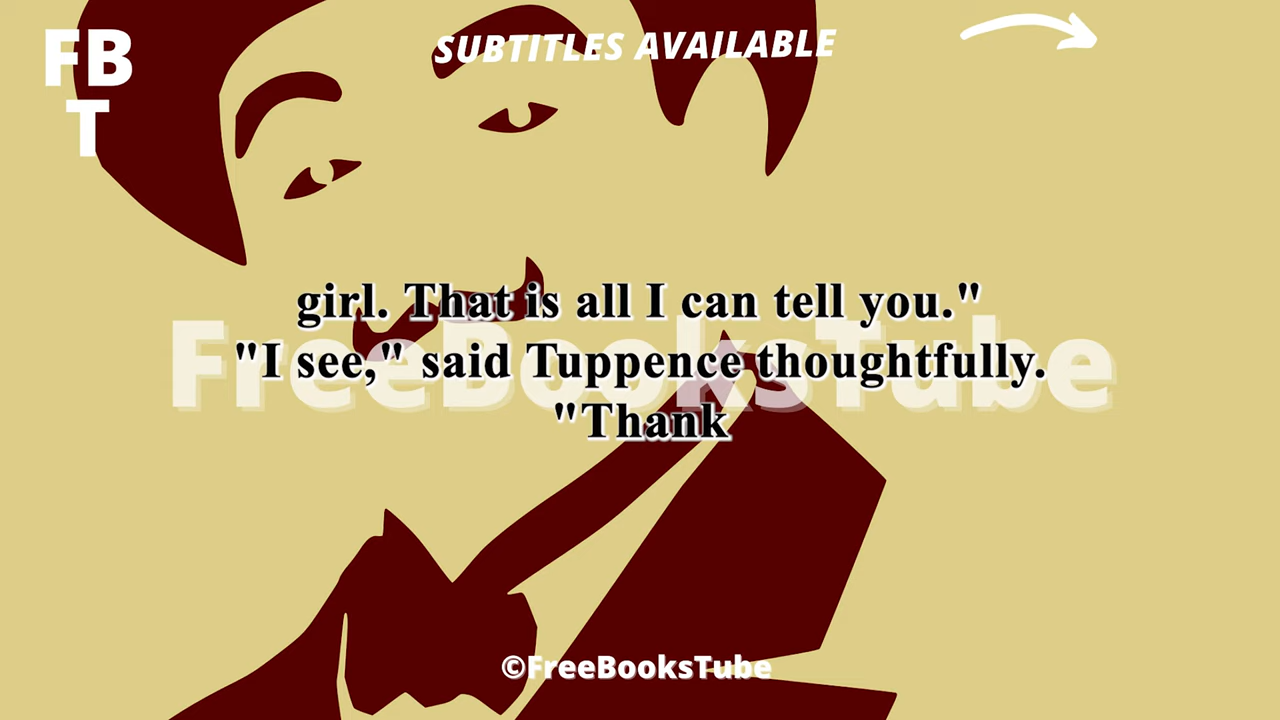 FB
T
SUBTITLES AVAILABLE
girl. That is all I can tell you."
"I see," said Tuppence thoughtfully.
"Thank
FreeBooksTube
©FreeBooksTube